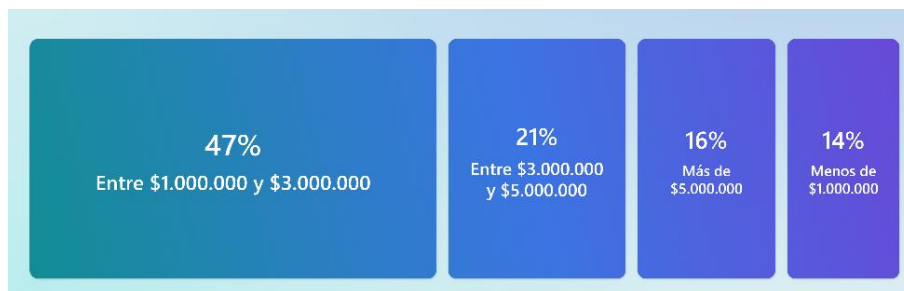 47%
Entre $1.000.000 y $3.000.000
21%
Entre $3.000.000
y $5.000.000
16%
Más de
$5.000.000
14%
Menos de
$1.000.000